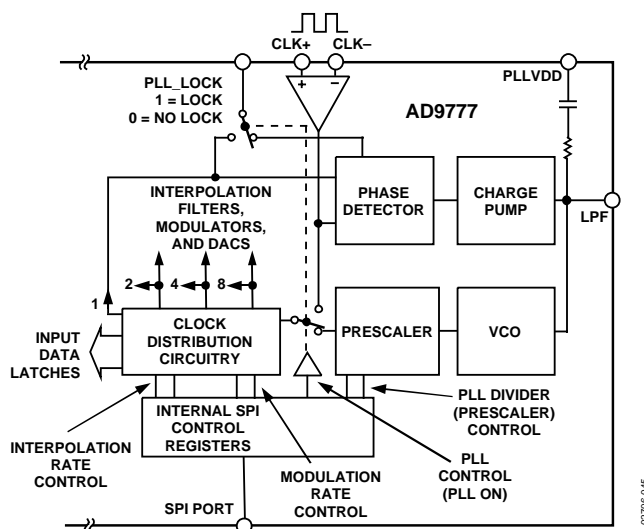 CLK+ CLK–
PLL_LOCK
1 = LOCK
0 = NO LOCK
PLLVDD
+ –
AD9777
INTERPOLATION
FILTERS,
MODULATORS,
AND DACS
PHASE
DETECTOR
CHARGE
PUMP
LPF
2 4 8
1
CLOCK
DISTRIBUTION
CIRCUITRY
PRESCALER
VCO
INPUT
DATA
LATCHES
INTERNAL SPI
CONTROL
REGISTERS
PLL DIVIDER
(PRESCALER)
CONTROL
INTERPOLATION
RATE
CONTROL
MODULATION
RATE
CONTROL
PLL
CONTROL
(PLL ON)
SPI PORT